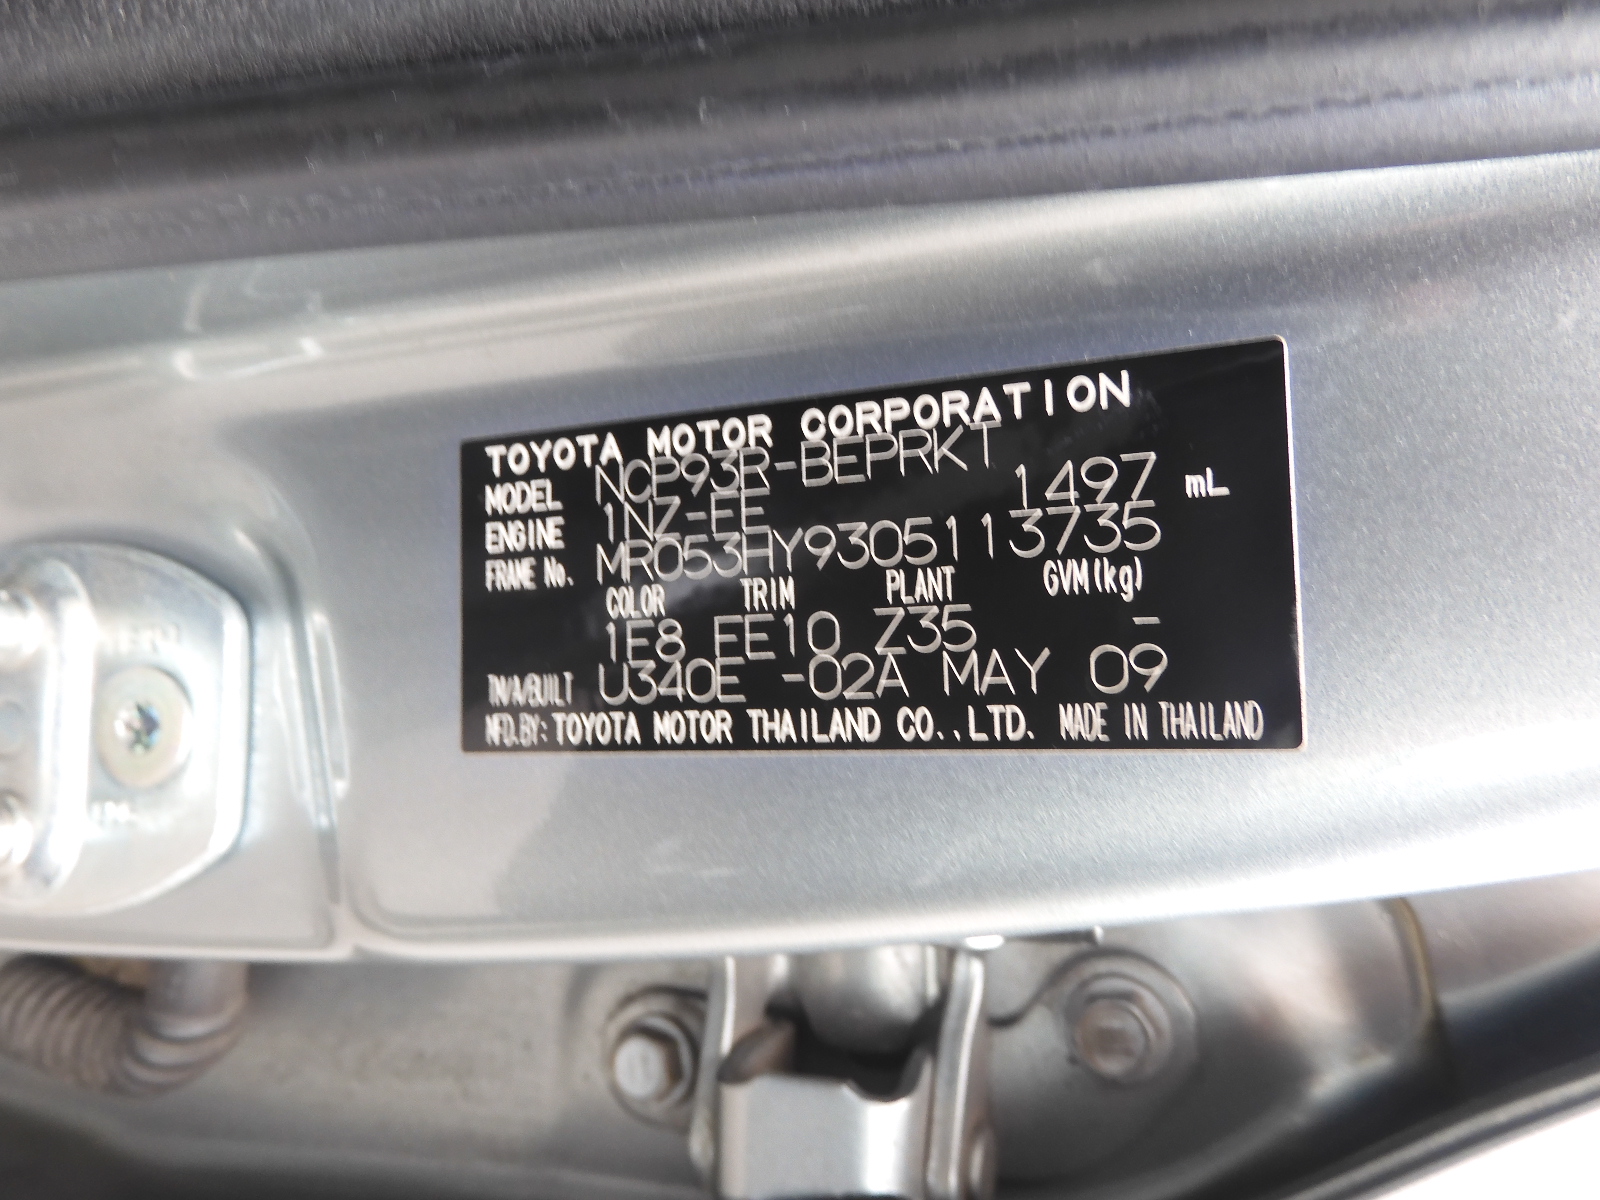 TOYOTA MOTOR CORPORATION
MODEL NCP93R-BEPRKT
ENGINE 1NZ-FE 1497 mL
FRAME No. MR053HY9305113735
COLOR TRIM PLANT GVM(kg)
1E8 FE10 Z35 -
TM/A/BUILT U340E -02A MAY 09
MFD.BY: TOYOTA MOTOR THAILAND CO.,LTD. MADE IN THAILAND